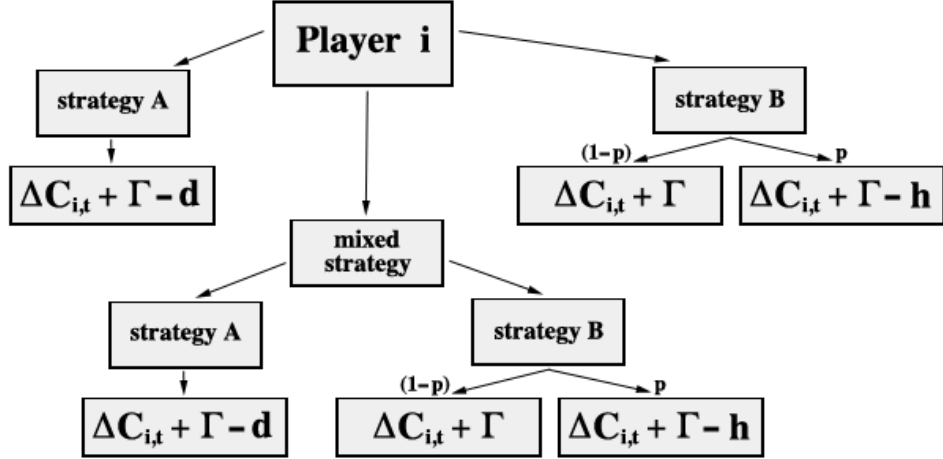 Player i
strategy A
strategy B
(1-p)
p
ΔC_{i,t} + Γ - d
ΔC_{i,t} + Γ
ΔC_{i,t} + Γ - h
mixed
strategy
strategy A
strategy B
(1-p)
p
ΔC_{i,t} + Γ - d
ΔC_{i,t} + Γ
ΔC_{i,t} + Γ - h